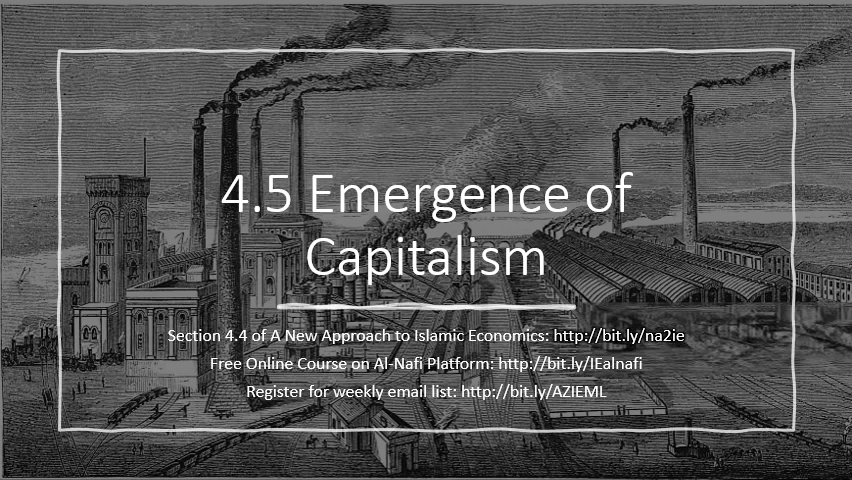 4.5 Emergence of
Capitalism
Section 4.4 of A New Approach to Islamic Economics: http://bit.ly/na2ie
Free Online Course on Al-Nafi Platform: http://bit.ly/IEalnafi
Register for weekly email list: http://bit.ly/AZIEML